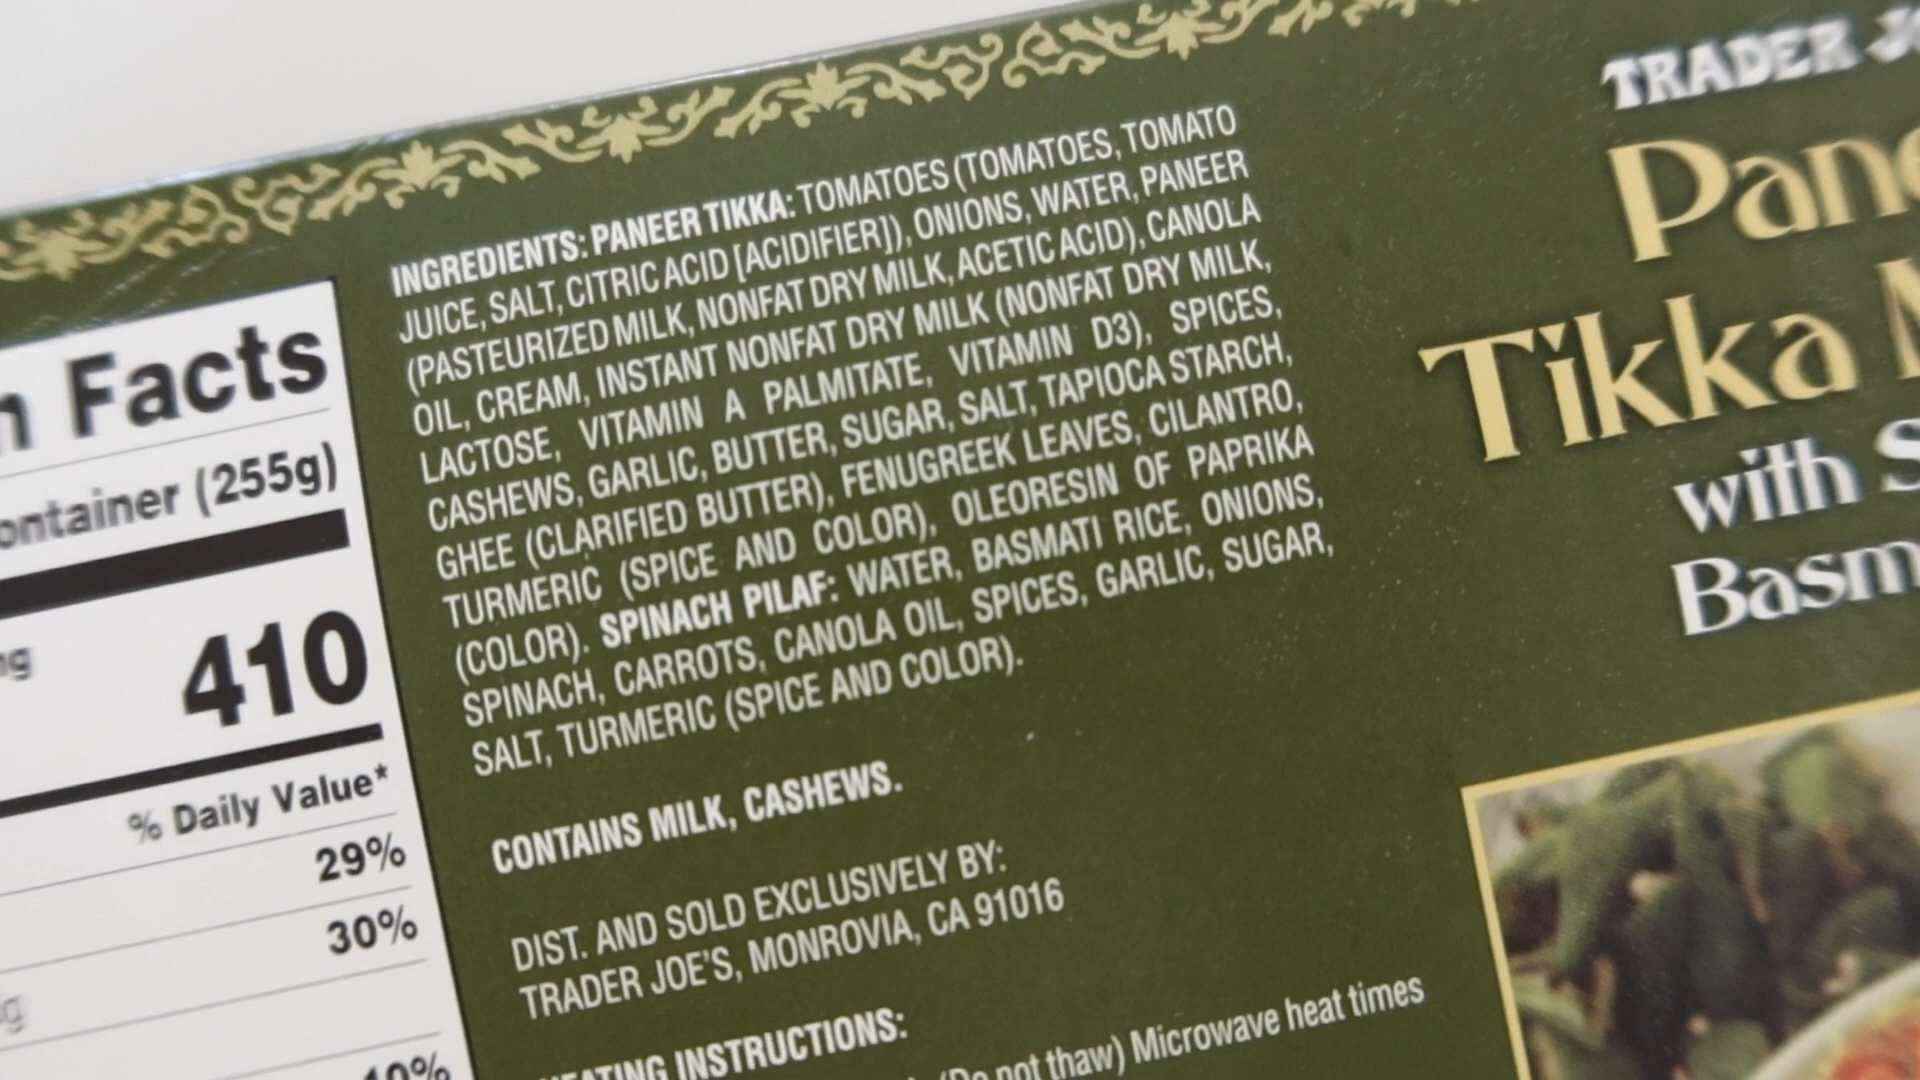 n Facts
ontainer (255g)
410
% Daily Value*
29%
30%
INGREDIENTS: PANEER TIKKA: TOMATOES (TOMATOES, TOMATO
JUICE, SALT, CITRIC ACID [ACIDIFIER]), ONIONS, WATER, PANEER
(PASTEURIZED MILK, NONFAT DRY MILK, ACETIC ACID), CANOLA
OIL, CREAM, INSTANT NONFAT DRY MILK (NONFAT DRY MILK,
LACTOSE, VITAMIN A PALMITATE, VITAMIN D3), SPICES,
CASHEWS, GARLIC, BUTTER, SUGAR, SALT, TAPIOCA STARCH,
GHEE (CLARIFIED BUTTER), FENUGREEK LEAVES, CILANTRO,
TURMERIC (SPICE AND COLOR), OLEORESIN OF PAPRIKA
(COLOR). SPINACH PILAF: WATER, BASMATI RICE, ONIONS,
SPINACH, CARROTS, CANOLA OIL, SPICES, GARLIC, SUGAR,
SALT, TURMERIC (SPICE AND COLOR).
CONTAINS MILK, CASHEWS.
DIST. AND SOLD EXCLUSIVELY BY:
TRADER JOE'S, MONROVIA, CA 91016
HEATING INSTRUCTIONS:
(Do not thaw) Microwave heat times
TRADER JO
Pane
Tikka M
with S
Basm